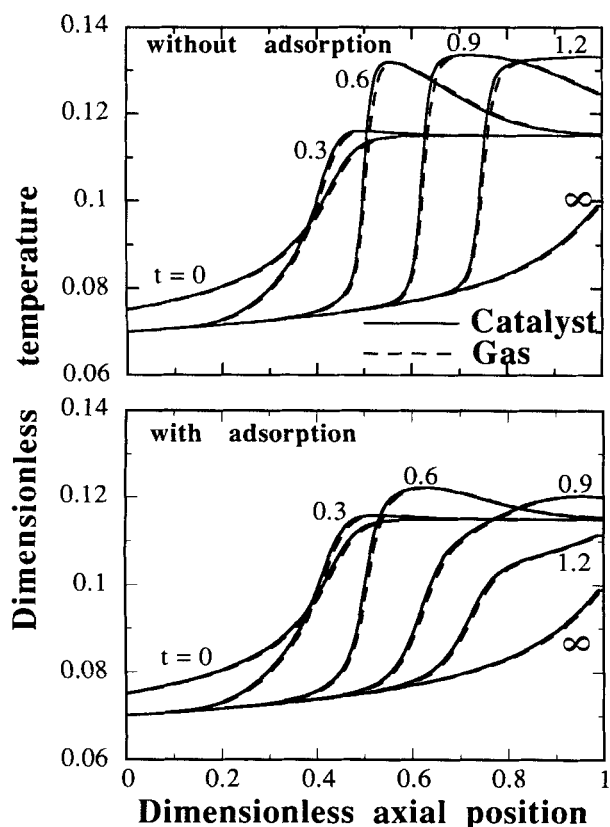 Dimensionless temperature
0.14
without adsorption
0.9
1.2
0.6
0.12
0.3
0.1
∞
t = 0
0.08
Catalyst
Gas
0.06
0.14
with adsorption
0.6
0.9
0.12
0.3
1.2
0.1
t = 0
∞
0.08
0.06
0 0.2 0.4 0.6 0.8 1
Dimensionless axial position